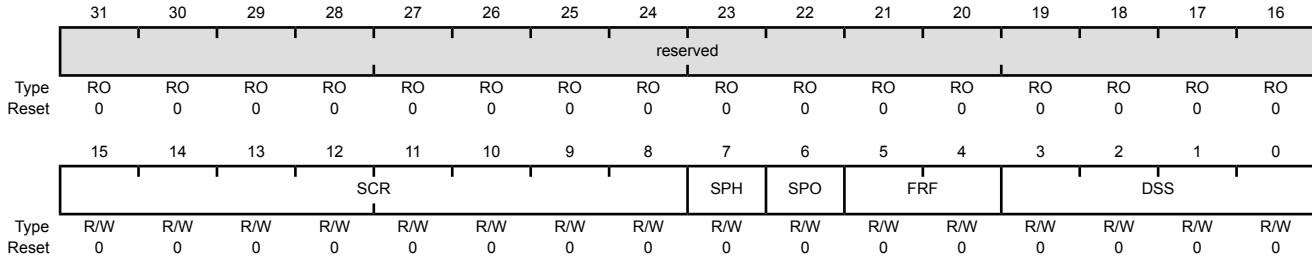 31 30 29 28 27 26 25 24 23 22 21 20 19 18 17 16
reserved
Type RO RO RO RO RO RO RO RO RO RO RO RO RO RO RO RO
Reset 0 0 0 0 0 0 0 0 0 0 0 0 0 0 0 0
15 14 13 12 11 10 9 8 7 6 5 4 3 2 1 0
SCR SPH SPO FRF DSS
Type R/W R/W R/W R/W R/W R/W R/W R/W R/W R/W R/W R/W R/W R/W R/W R/W
Reset 0 0 0 0 0 0 0 0 0 0 0 0 0 0 0 0